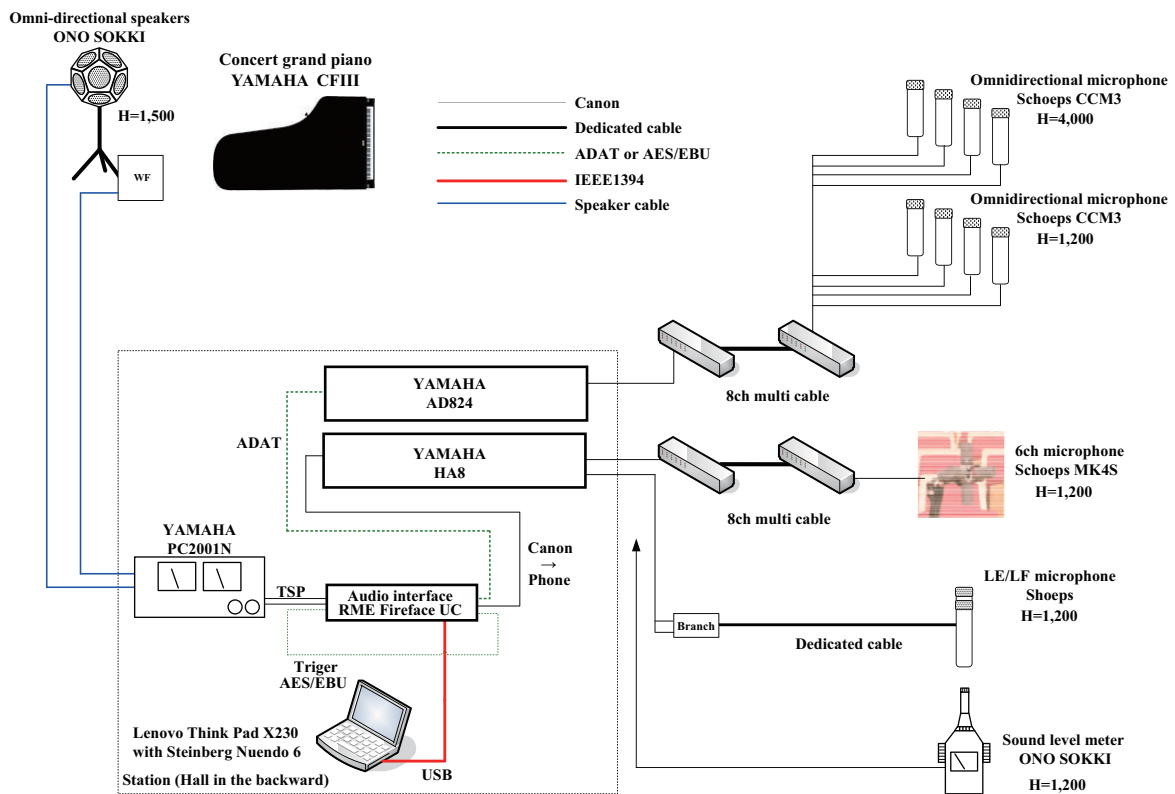 Omni-directional speakers
ONO SOKKI
H=1,500
WF
Concert grand piano
YAMAHA CFIII
Canon
Dedicated cable
ADAT or AES/EBU
IEEE1394
Speaker cable
Omnidirectional microphone
Schoeps CCM3
H=4,000
Omnidirectional microphone
Schoeps CCM3
H=1,200
8ch multi cable
YAMAHA
AD824
ADAT
YAMAHA
HA8
8ch multi cable
6ch microphone
Schoeps MK4S
H=1,200
YAMAHA
PC2001N
TSP
Audio interface
RME Fireface UC
Canon
→
Phone
LE/LF microphone
Shoeps
H=1,200
Branch
Dedicated cable
Triger
AES/EBU
Lenovo Think Pad X230
with Steinberg Nuendo 6
USB
Station (Hall in the backward)
Sound level meter
ONO SOKKI
H=1,200